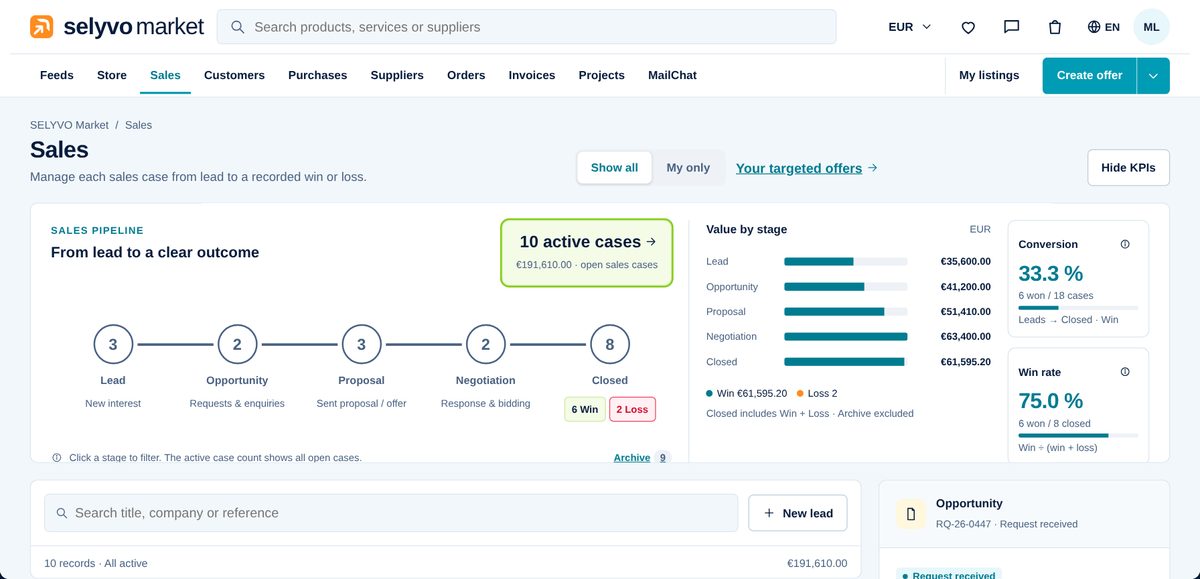 selyvo market
Search products, services or suppliers
EUR
EN
ML
Feeds
Store
Sales
Customers
Purchases
Suppliers
Orders
Invoices
Projects
MailChat
My listings
Create offer
SELYVO Market / Sales
Sales
Manage each sales case from lead to a recorded win or loss.
Show all
My only
Your targeted offers →
Hide KPIs
SALES PIPELINE
From lead to a clear outcome
10 active cases →
€191,610.00 · open sales cases
3
Lead
New interest
2
Opportunity
Requests & enquiries
3
Proposal
Sent proposal / offer
2
Negotiation
Response & bidding
8
Closed
6 Win
2 Loss
Click a stage to filter. The active case count shows all open cases.
Archive 9
Value by stage
EUR
Lead €35,600.00
Opportunity €41,200.00
Proposal €51,410.00
Negotiation €63,400.00
Closed €61,595.20
Win €61,595.20 Loss 2
Closed includes Win + Loss · Archive excluded
Conversion
33.3 %
6 won / 18 cases
Leads → Closed · Win
Win rate
75.0 %
6 won / 8 closed
Win ÷ (win + loss)
Search title, company or reference
+ New lead
10 records · All active
€191,610.00
Opportunity
RQ-26-0447 · Request received
Request received